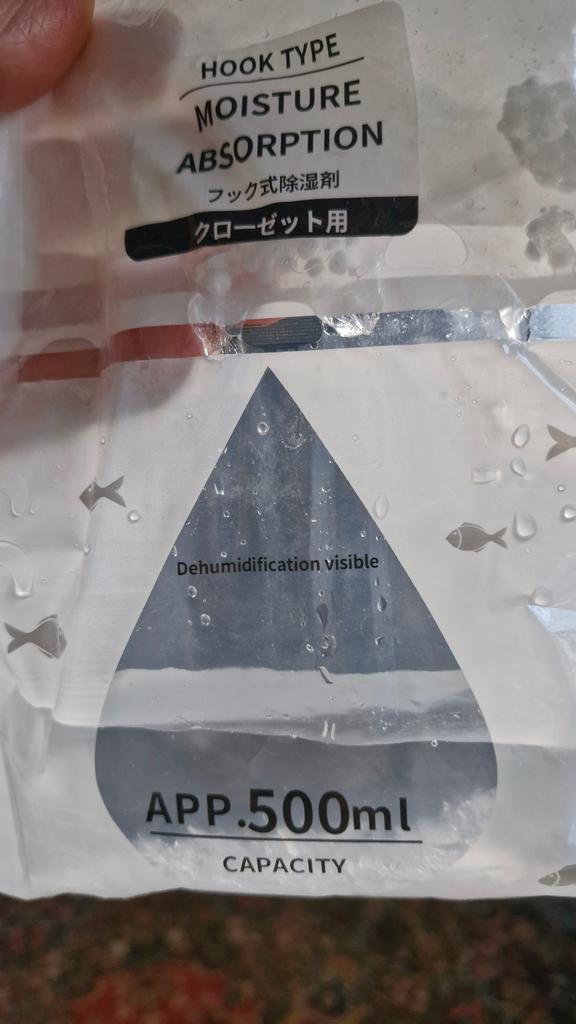 HOOK TYPE
MOISTURE
ABSORPTION
フック式除湿剤
クローゼット用
Dehumidification visible
APP.500ml
CAPACITY